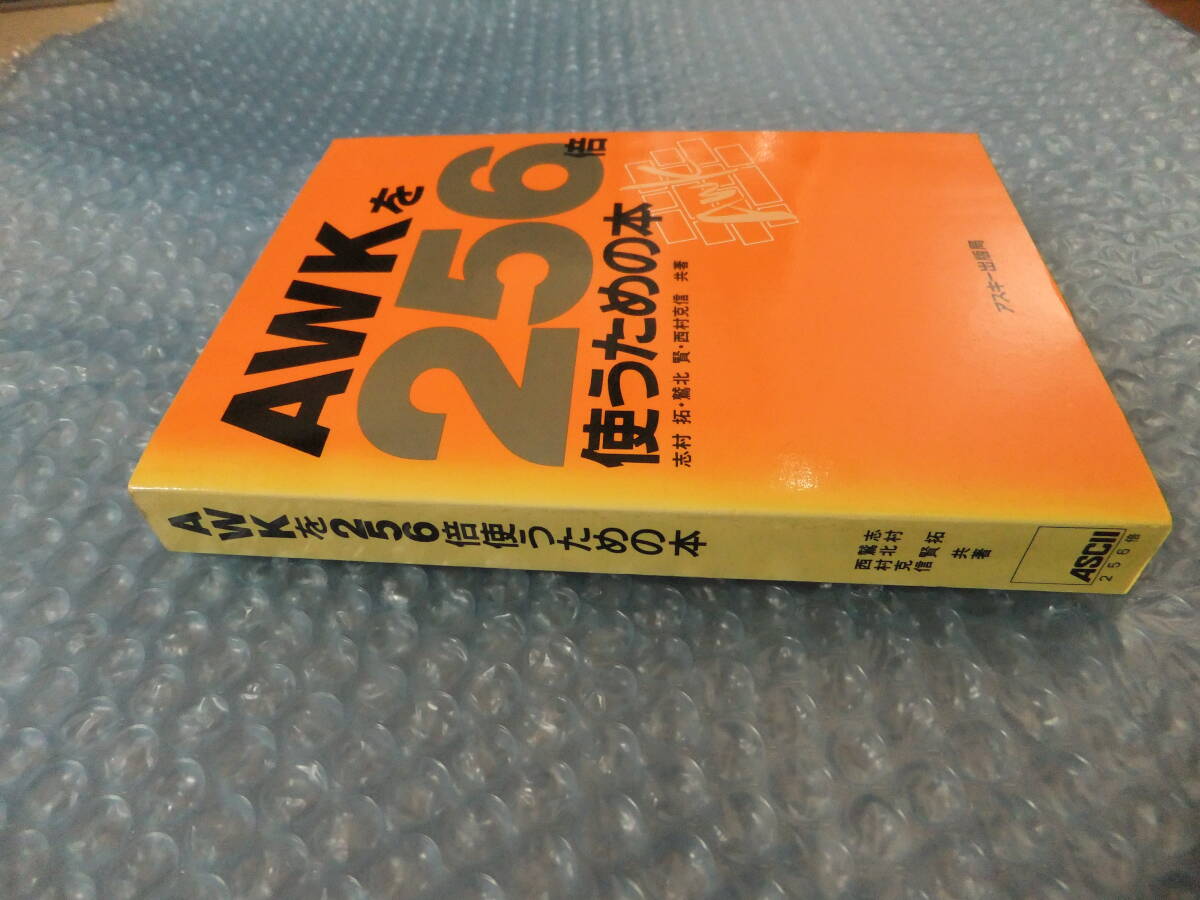 AWKを
256倍
使うための本
志村 拓・鷲北 賢・西村克信 共著
awk
アスキー出版局
AWKを256倍使うための本
志村 拓
鷲北 賢 共著
西村克信
ASCII
256倍